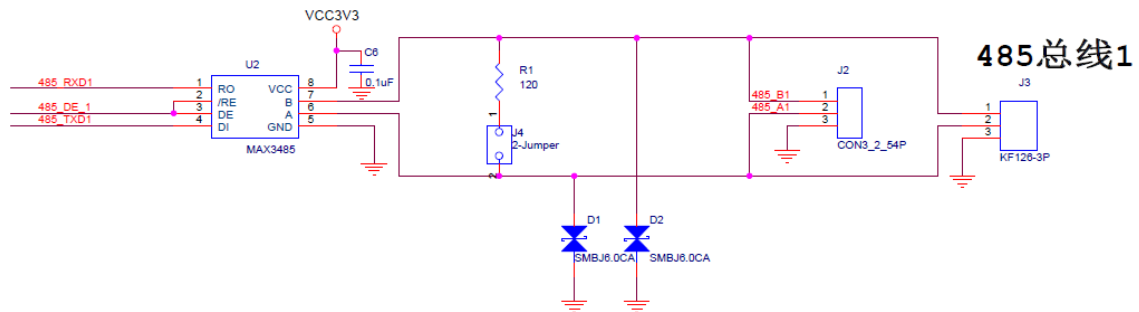 VCC3V3
C6
0.1uF
U2
485_RXD1
485_DE_1
485_TXD1
1
2
3
4
RO
/RE
DE
DI
VCC
B
A
GND
8
7
6
5
MAX3485
R1
120
1
J4
2-Jumper
2
D1
SMBJ6.0CA
D2
SMBJ6.0CA
J2
485_B1
485_A1
1
2
3
CON3_2_54P
485总线1
J3
1
2
3
KF126-3P